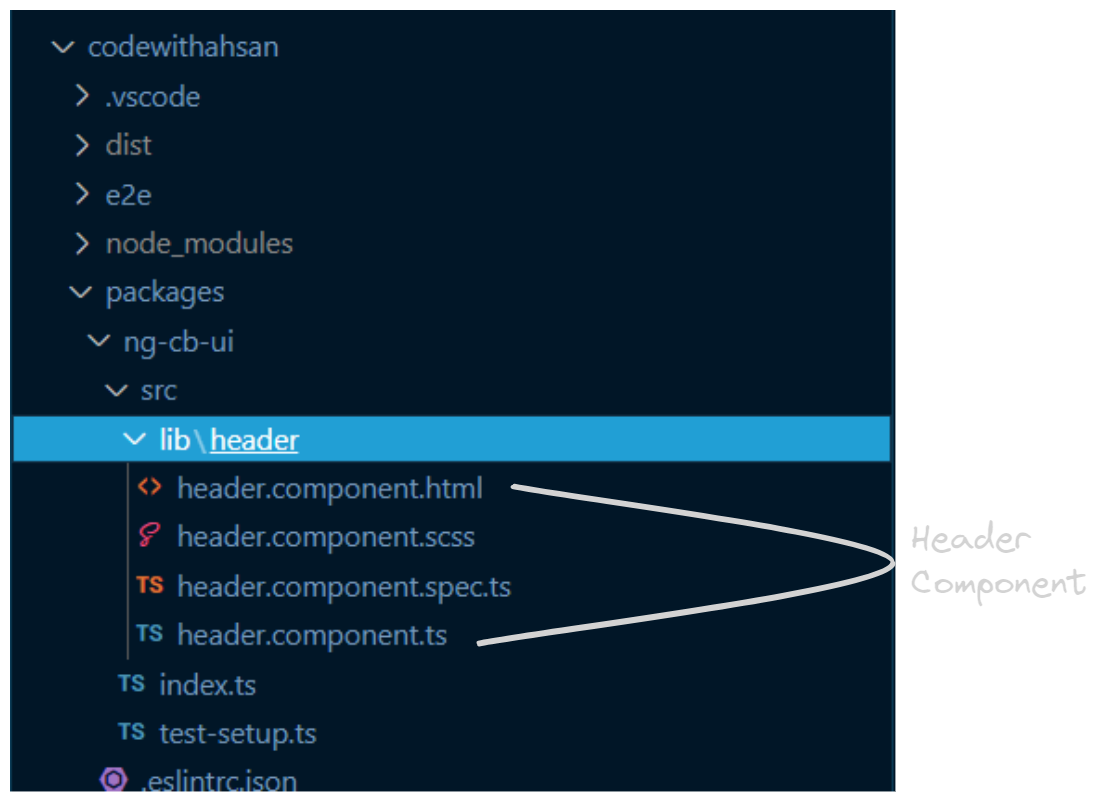 codewithahsan
.vscode
dist
e2e
node_modules
packages
ng-cb-ui
src
lib\header
<> header.component.html
header.component.scss
TS header.component.spec.ts
TS header.component.ts
TS index.ts
TS test-setup.ts
.eslintrc.json
Header
Component